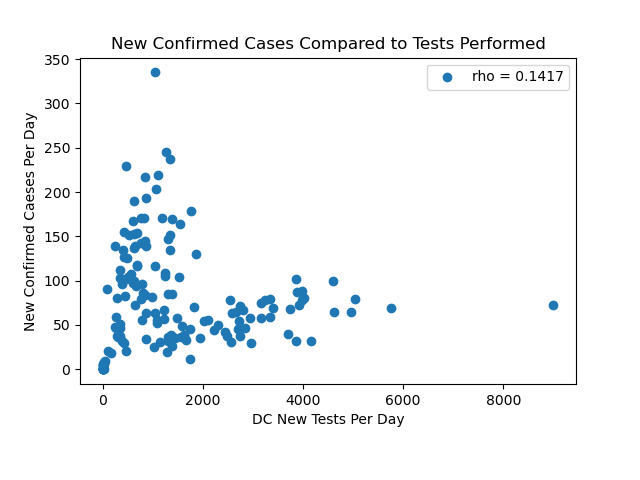 New Confirmed Cases Compared to Tests Performed
rho = 0.1417
350
300
250
200
150
100
50
0
New Confirmed Caeses Per Day
0 2000 4000 6000 8000
DC New Tests Per Day